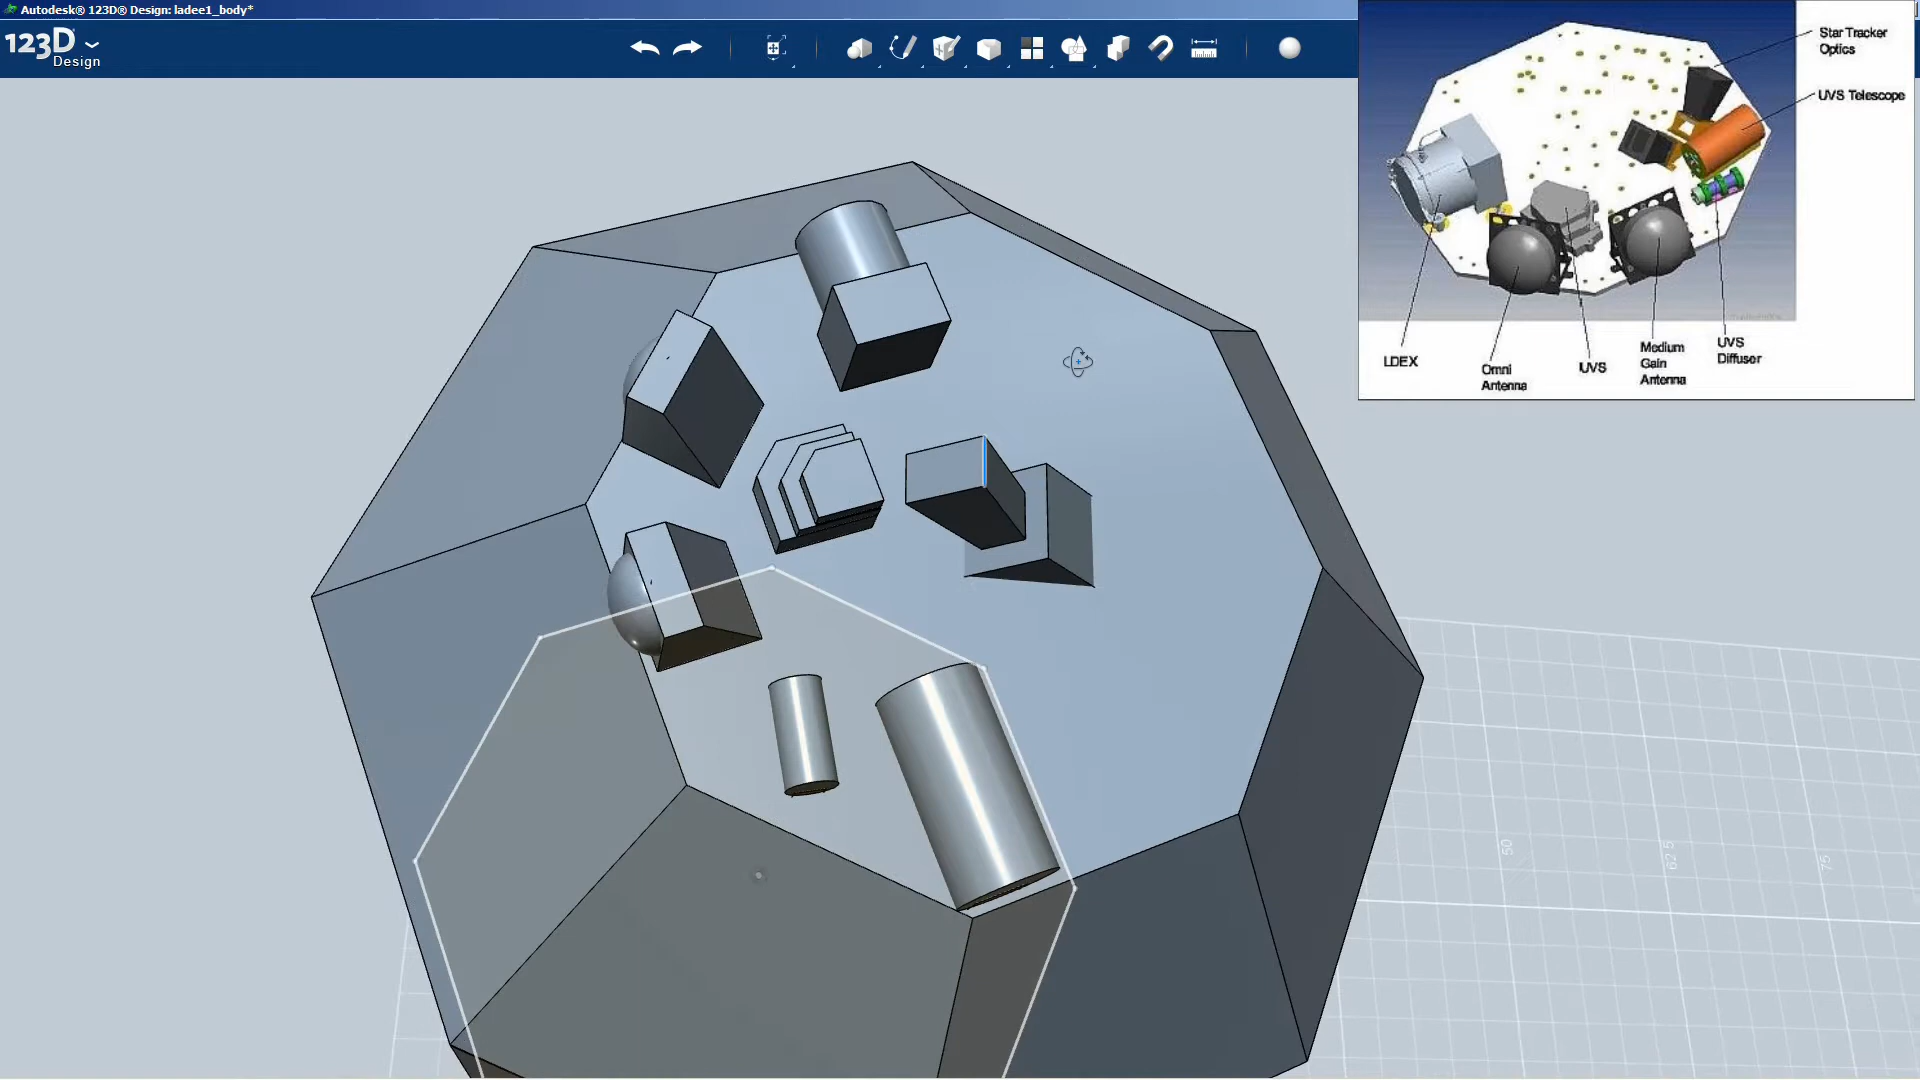 Autodesk® 123D® Design: ladee1_body*
123D
Design
Star Tracker
Optics
UVS Telescope
LDEX
Omni
Antenna
UVS
Medium
Gain
Antenna
UVS
Diffuser
50
62.5
75